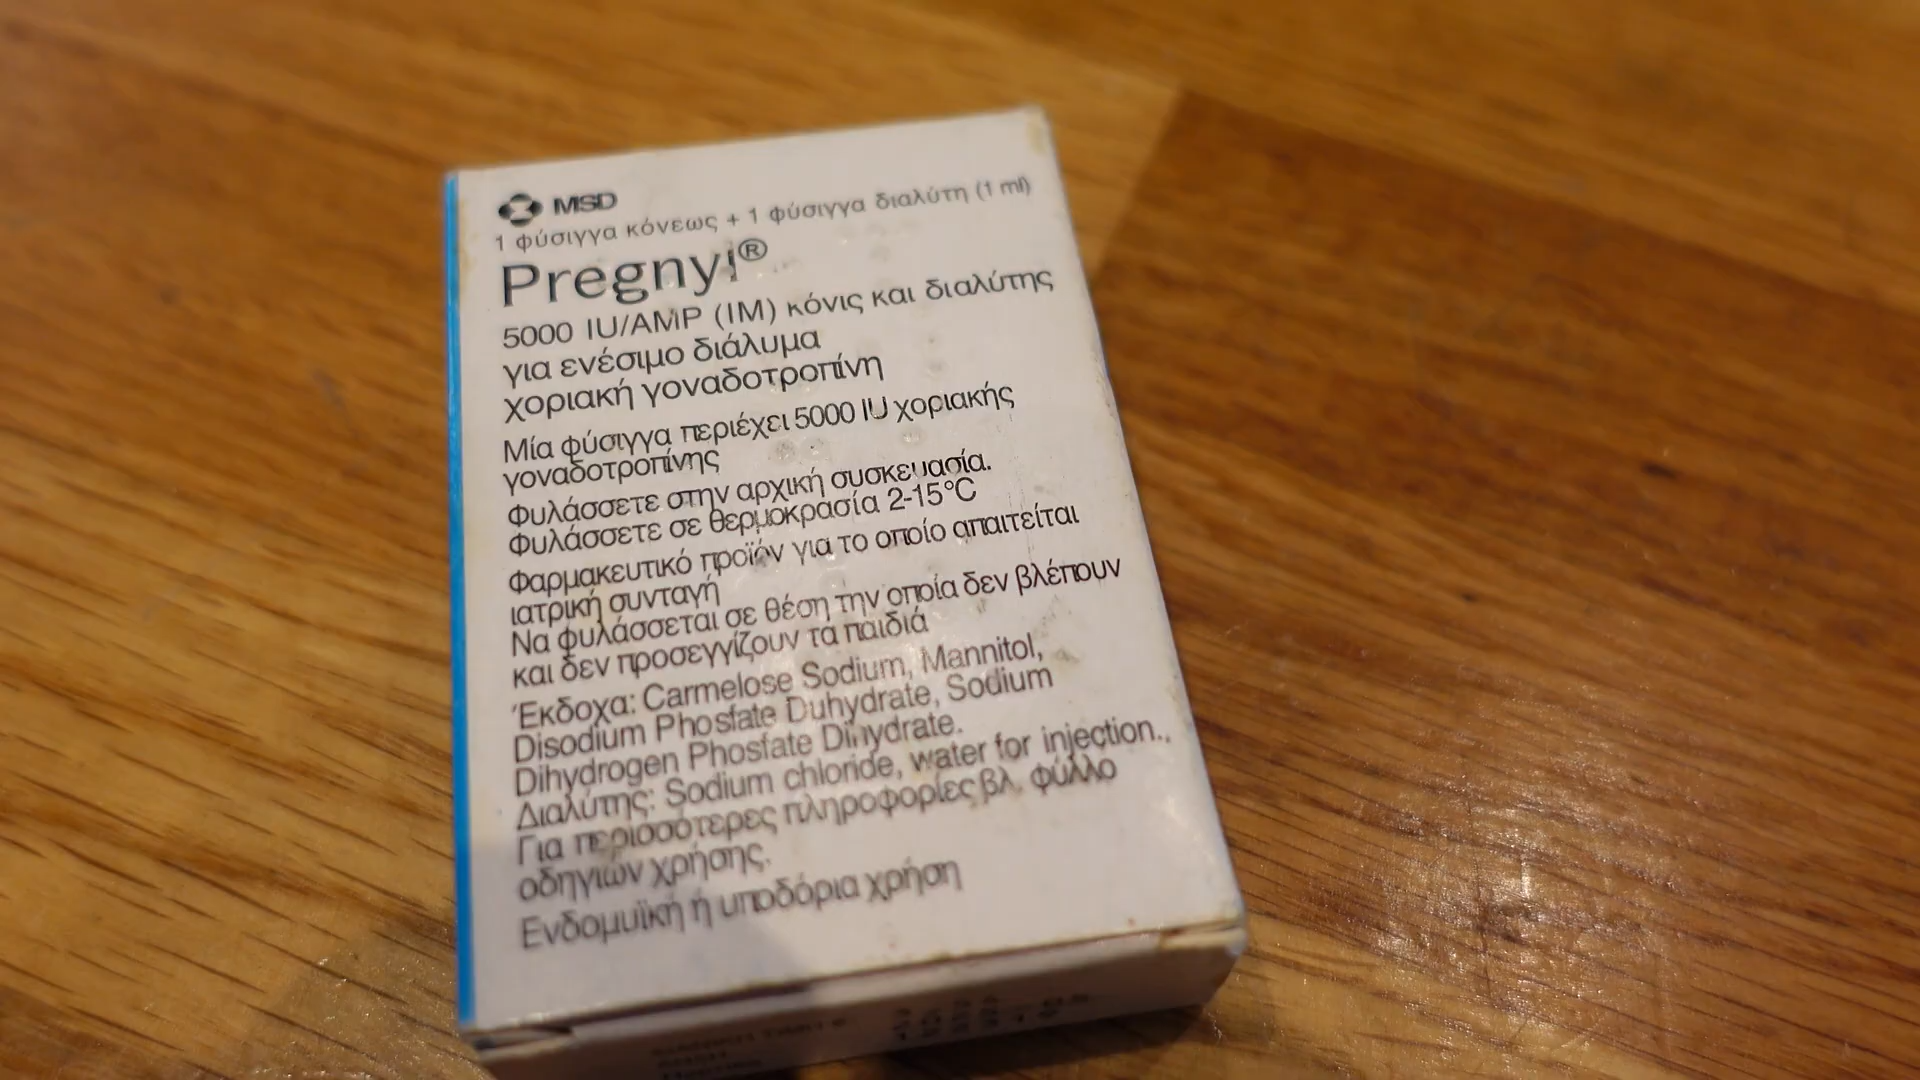 MSD
1 φύσιγγα κόνεως + 1 φύσιγγα διαλύτη (1 ml)
Pregnyl®
5000 IU/AMP (IM) κόνις και διαλύτης
για ενέσιμο διάλυμα
χοριακή γοναδοτροπίνη
Μία φύσιγγα περιέχει 5000 IU χοριακής
γοναδοτροπίνης
Φυλάσσετε στην αρχική συσκευασία.
Φυλάσσετε σε θερμοκρασία 2-15°C
Φαρμακευτικό προϊόν για το οποίο απαιτείται
ιατρική συνταγή
Να φυλάσσεται σε θέση την οποία δεν βλέπουν
και δεν προσεγγίζουν τα παιδιά
Έκδοχα: Carmelose Sodium, Mannitol,
Disodium Phosfate Duhydrate, Sodium
Dihydrogen Phosfate Dihydrate.
Διαλύτης: Sodium chloride, water for injection.,
Για περισσότερες πληροφορίες βλ. φύλλο
οδηγιών χρήσης.
Ενδομυϊκή ή υποδόρια χρήση